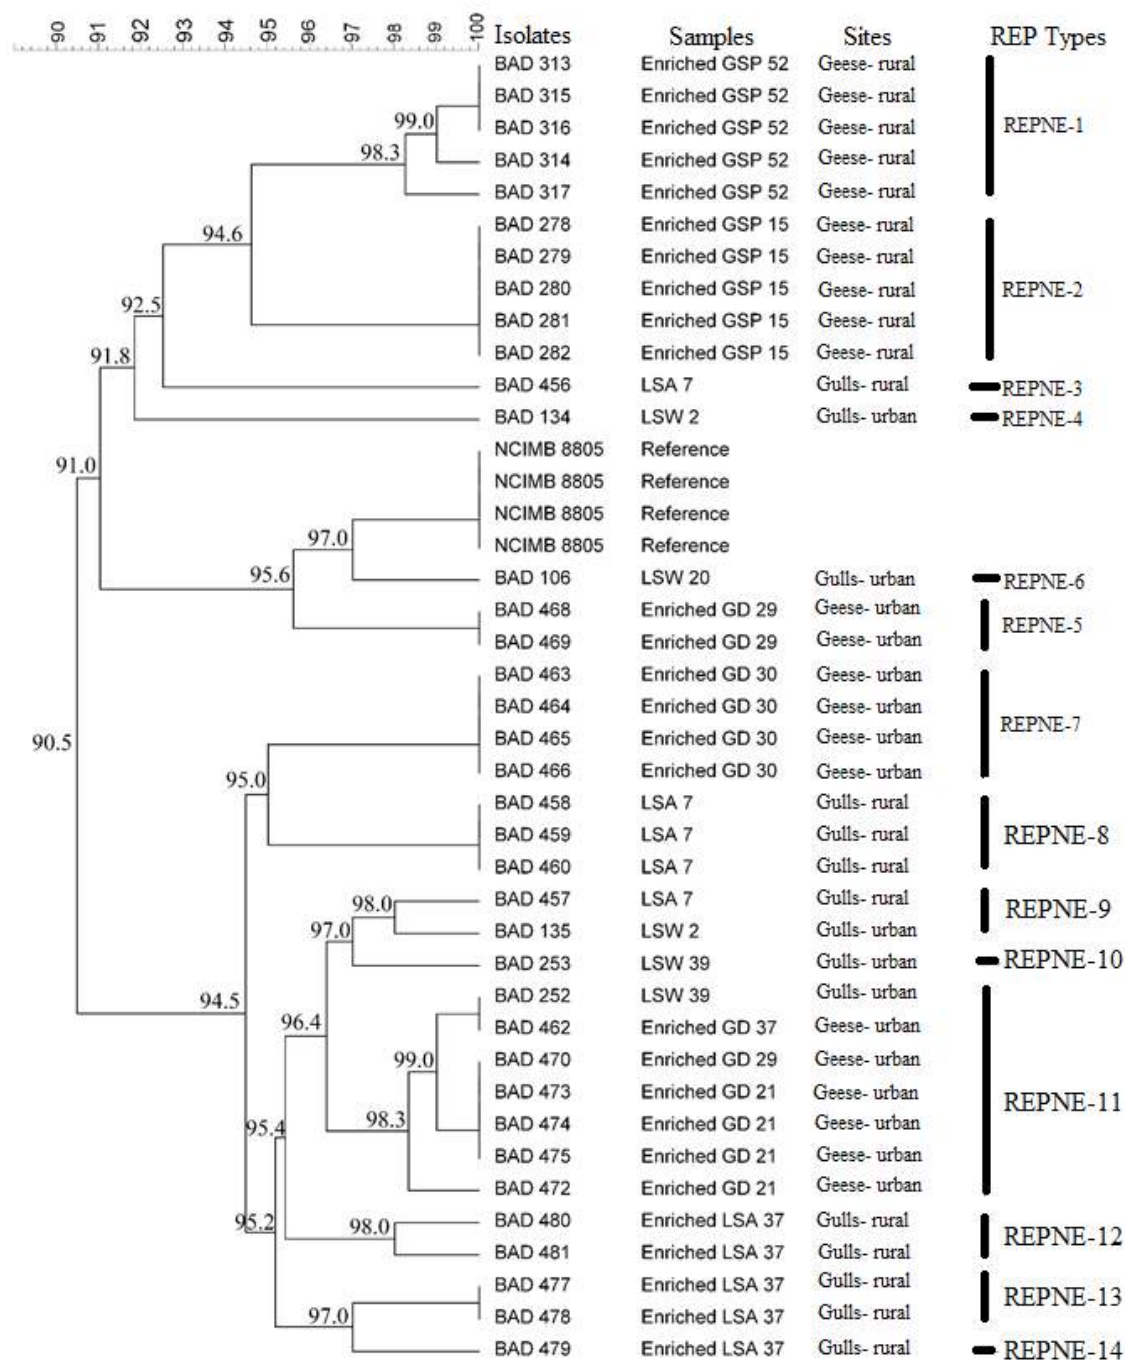 90 91 92 93 94 95 96 97 98 99 100
Isolates Samples Sites REP Types
BAD 313 Enriched GSP 52 Geese- rural
BAD 315 Enriched GSP 52 Geese- rural
99.0 BAD 316 Enriched GSP 52 Geese- rural REPNE-1
98.3 BAD 314 Enriched GSP 52 Geese- rural
BAD 317 Enriched GSP 52 Geese- rural
94.6 BAD 278 Enriched GSP 15 Geese- rural
BAD 279 Enriched GSP 15 Geese- rural
92.5 BAD 280 Enriched GSP 15 Geese- rural REPNE-2
BAD 281 Enriched GSP 15 Geese- rural
91.8 BAD 282 Enriched GSP 15 Geese- rural
BAD 456 LSA 7 Gulls- rural REPNE-3
BAD 134 LSW 2 Gulls- urban REPNE-4
91.0 NCIMB 8805 Reference
NCIMB 8805 Reference
NCIMB 8805 Reference
97.0 NCIMB 8805 Reference
95.6 BAD 106 LSW 20 Gulls- urban REPNE-6
BAD 468 Enriched GD 29 Geese- urban REPNE-5
BAD 469 Enriched GD 29 Geese- urban
BAD 463 Enriched GD 30 Geese- urban
BAD 464 Enriched GD 30 Geese- urban REPNE-7
90.5 BAD 465 Enriched GD 30 Geese- urban
95.0 BAD 466 Enriched GD 30 Geese- urban
BAD 458 LSA 7 Gulls- rural
BAD 459 LSA 7 Gulls- rural REPNE-8
BAD 460 LSA 7 Gulls- rural
98.0 BAD 457 LSA 7 Gulls- rural REPNE-9
97.0 BAD 135 LSW 2 Gulls- urban
BAD 253 LSW 39 Gulls- urban REPNE-10
94.5 BAD 252 LSW 39 Gulls- urban
96.4 BAD 462 Enriched GD 37 Geese- urban
99.0 BAD 470 Enriched GD 29 Geese- urban
BAD 473 Enriched GD 21 Geese- urban REPNE-11
95.4 98.3 BAD 474 Enriched GD 21 Geese- urban
BAD 475 Enriched GD 21 Geese- urban
BAD 472 Enriched GD 21 Geese- urban
95.2 98.0 BAD 480 Enriched LSA 37 Gulls- rural REPNE-12
BAD 481 Enriched LSA 37 Gulls- rural
BAD 477 Enriched LSA 37 Gulls- rural REPNE-13
97.0 BAD 478 Enriched LSA 37 Gulls- rural
BAD 479 Enriched LSA 37 Gulls- rural REPNE-14